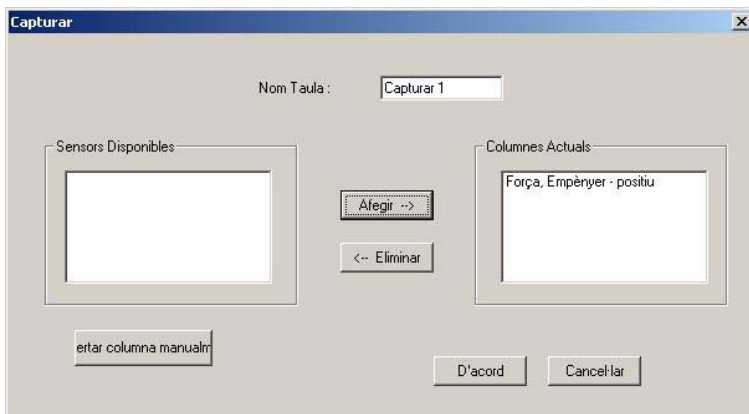 Capturar
Nom Taula :
Capturar 1
Sensors Disponibles
Columnes Actuals
Força, Empènyer - positiu
Afegir -->
<-- Eliminar
ertar columna manualm
D'acord
Cancel·lar